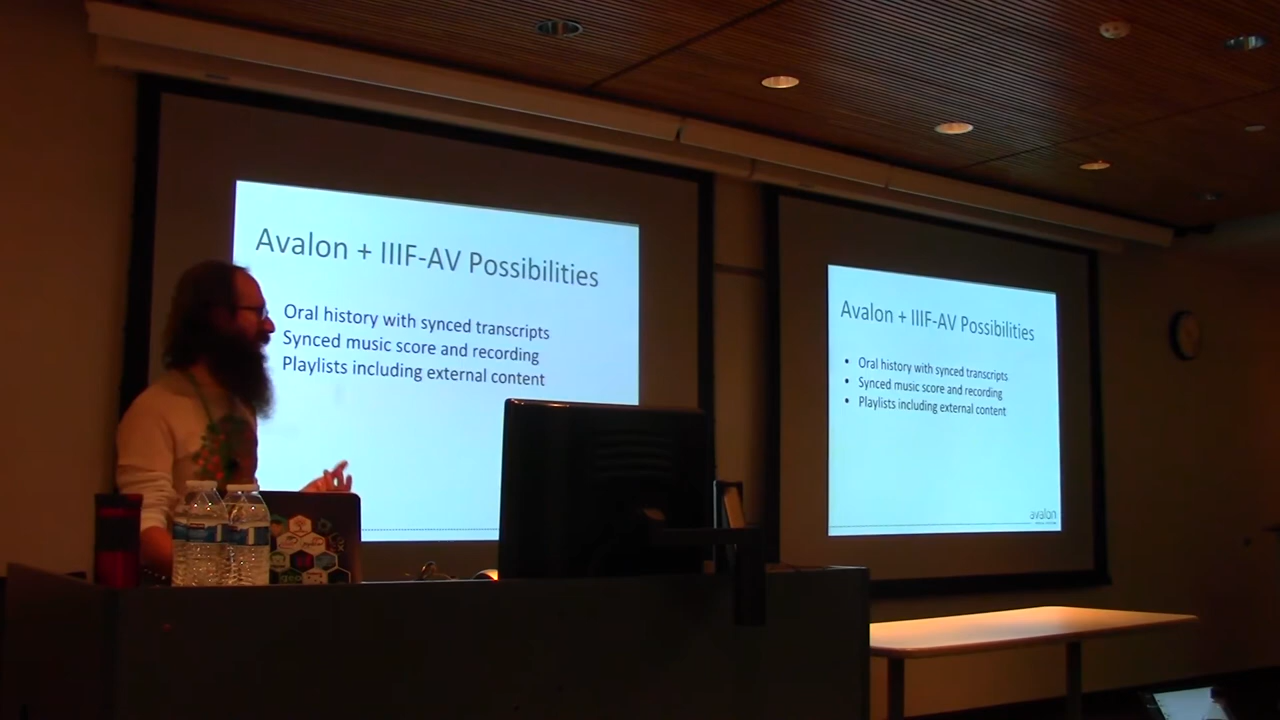 Avalon + IIIF-AV Possibilities
Oral history with synced transcripts
Synced music score and recording
Playlists including external content
Avalon + IIIF-AV Possibilities
• Oral history with synced transcripts
• Synced music score and recording
• Playlists including external content
avalon